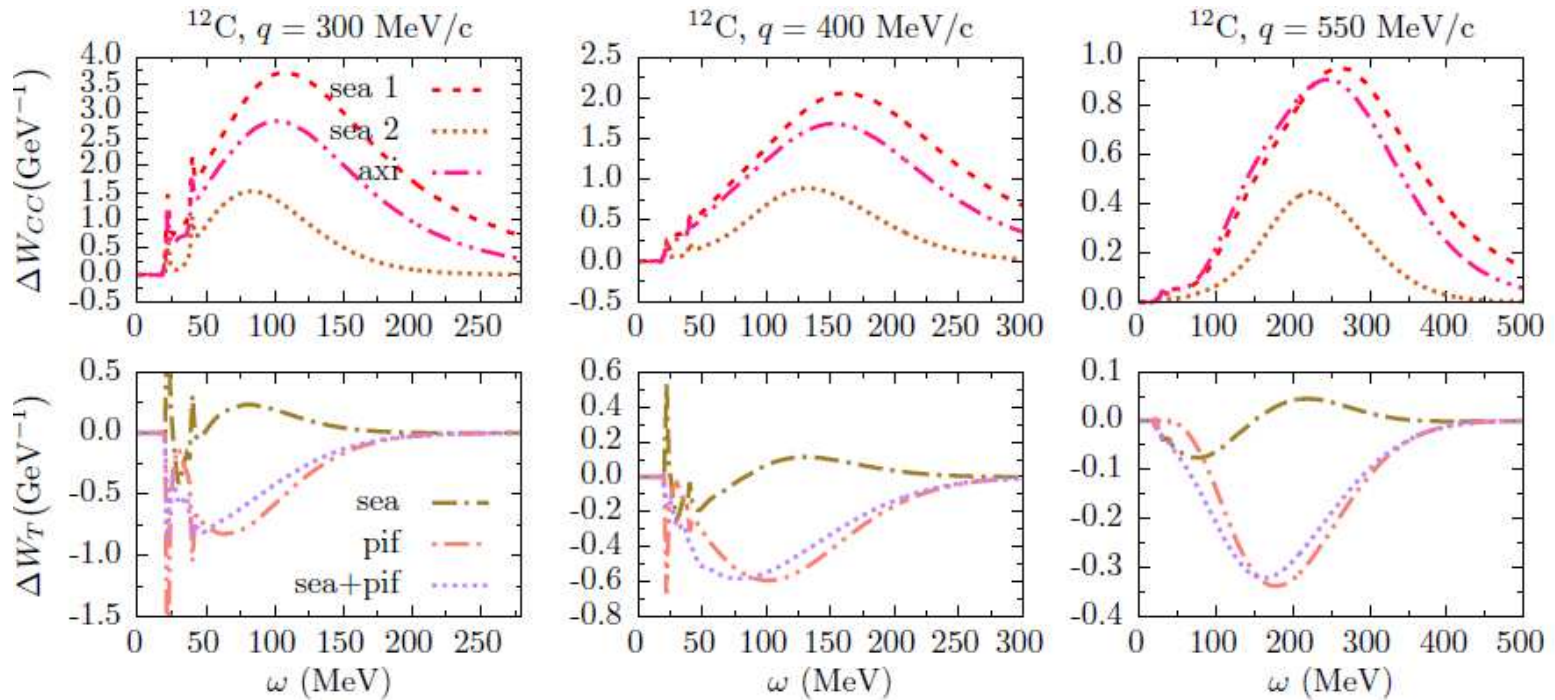 ¹²C, q = 300 MeV/c
¹²C, q = 400 MeV/c
¹²C, q = 550 MeV/c
ΔW_CC(GeV⁻¹)
4.0
3.5
3.0
2.5
2.0
1.5
1.0
0.5
0.0
-0.5
sea 1
sea 2
axi
0 50 100 150 200 250
2.5
2.0
1.5
1.0
0.5
0.0
-0.5
0 50 100 150 200 250 300
1.0
0.8
0.6
0.4
0.2
0.0
0 100 200 300 400 500
ΔW_T(GeV⁻¹)
0.5
0.0
-0.5
-1.0
-1.5
sea
pif
sea+pif
0 50 100 150 200 250
ω (MeV)
0.6
0.4
0.2
0.0
-0.2
-0.4
-0.6
-0.8
0 50 100 150 200 250 300
ω (MeV)
0.1
0.0
-0.1
-0.2
-0.3
-0.4
0 100 200 300 400 500
ω (MeV)